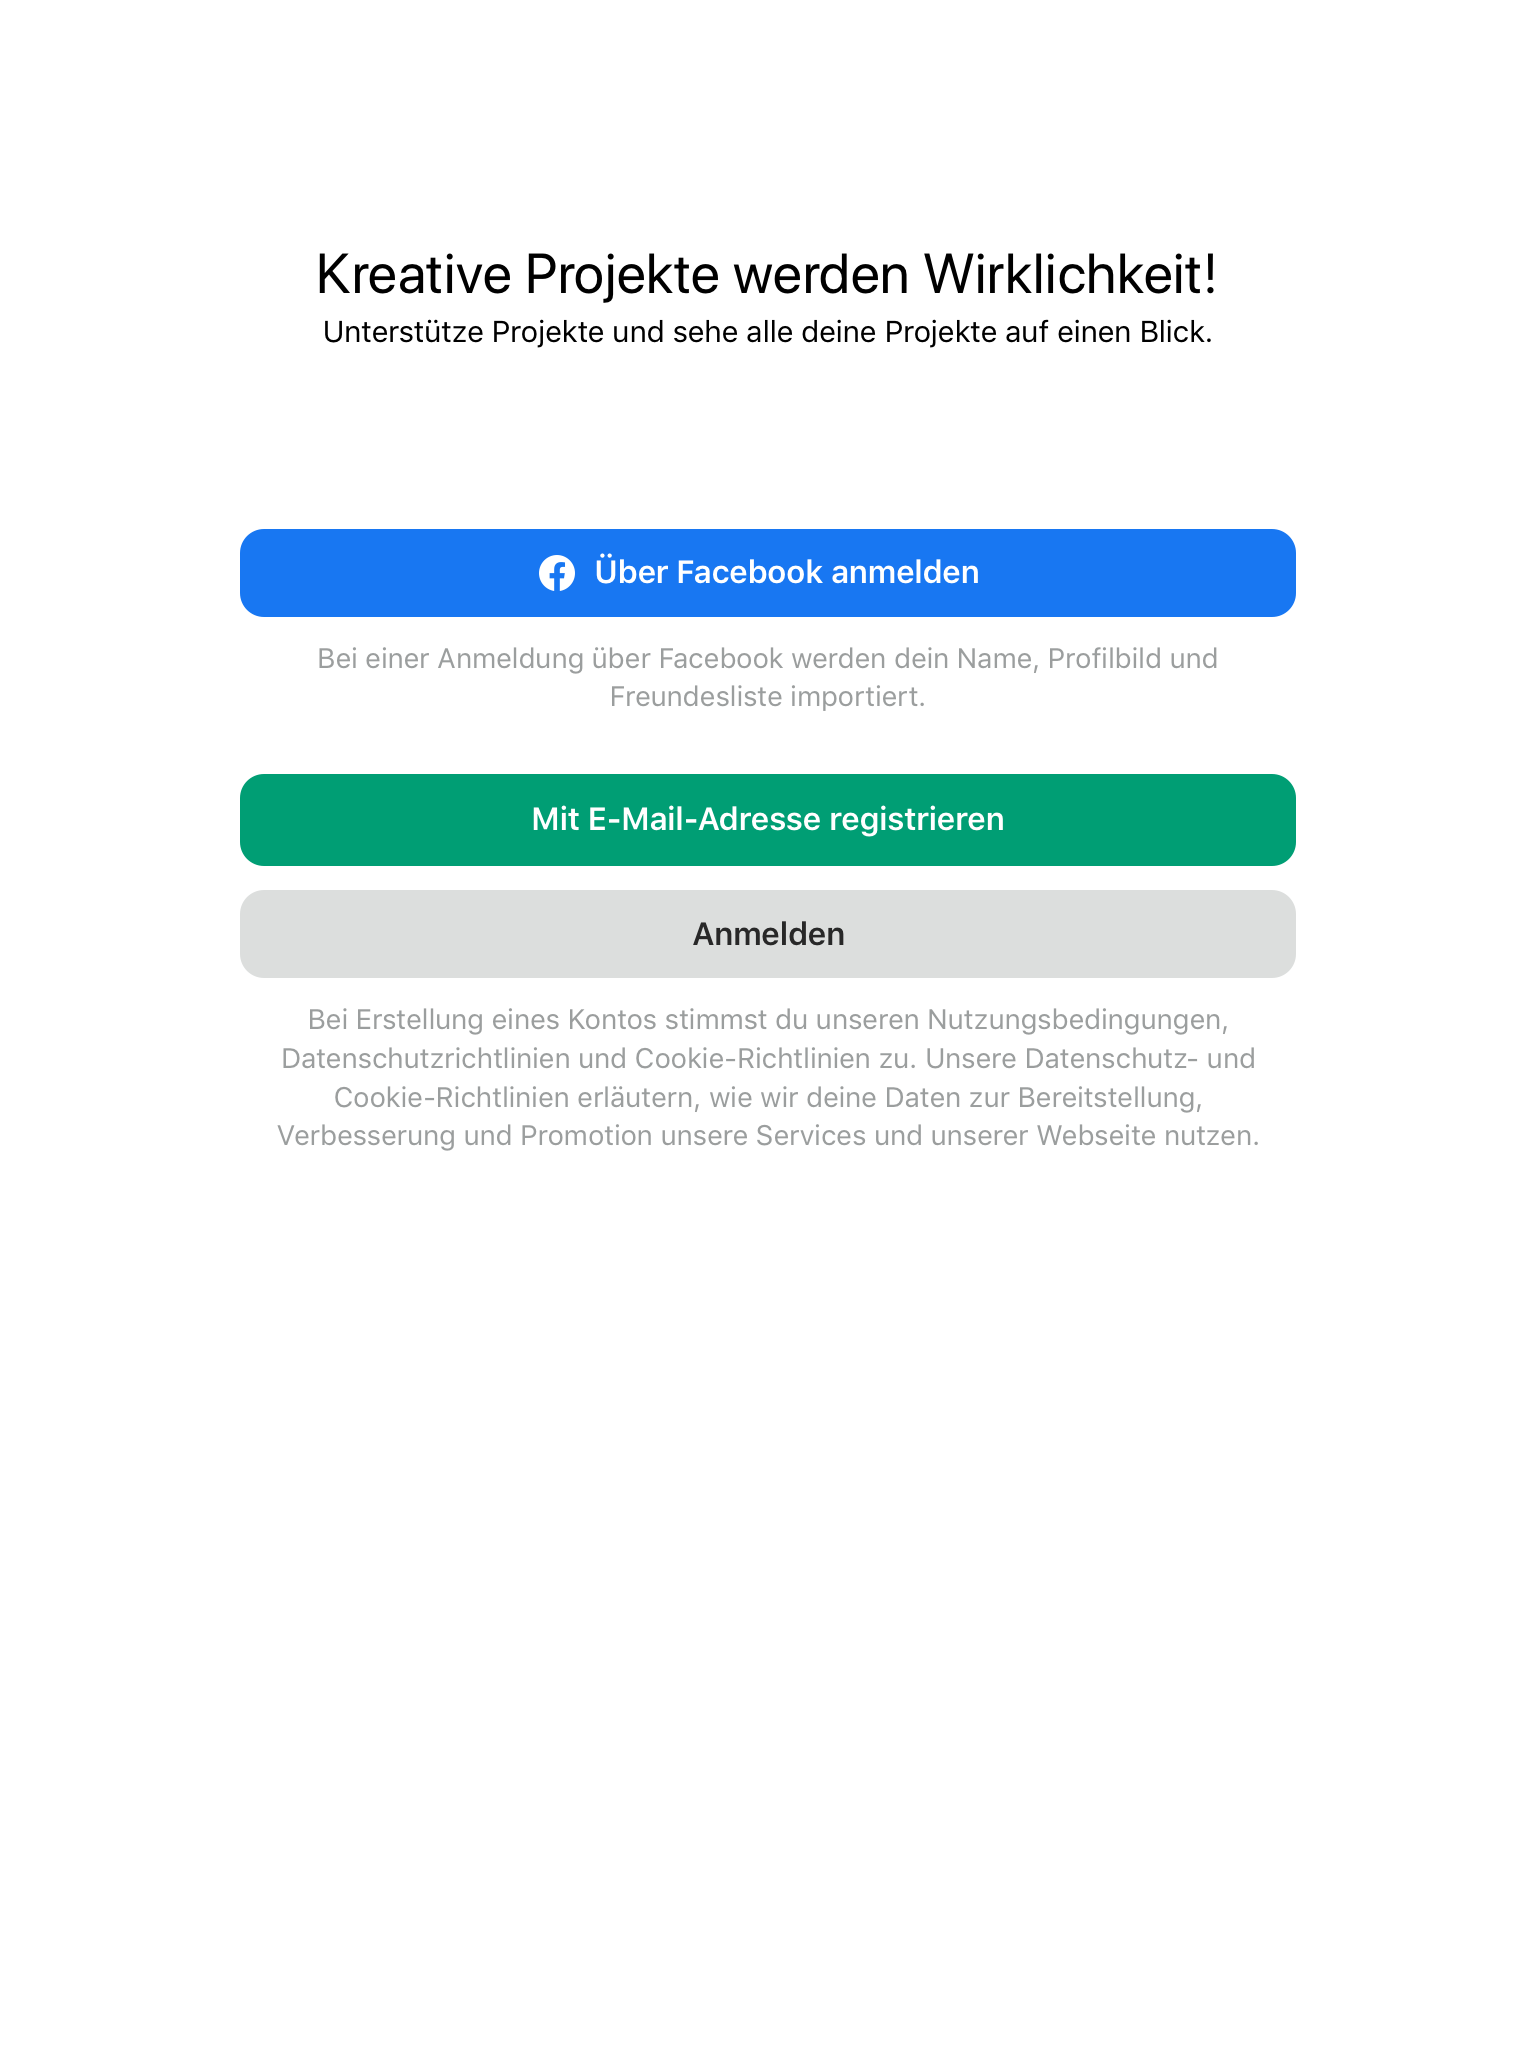 Kreative Projekte werden Wirklichkeit!
Unterstütze Projekte und sehe alle deine Projekte auf einen Blick.
Über Facebook anmelden
Bei einer Anmeldung über Facebook werden dein Name, Profilbild und
Freundesliste importiert.
Mit E-Mail-Adresse registrieren
Anmelden
Bei Erstellung eines Kontos stimmst du unseren Nutzungsbedingungen,
Datenschutzrichtlinien und Cookie-Richtlinien zu. Unsere Datenschutz- und
Cookie-Richtlinien erläutern, wie wir deine Daten zur Bereitstellung,
Verbesserung und Promotion unsere Services und unserer Webseite nutzen.